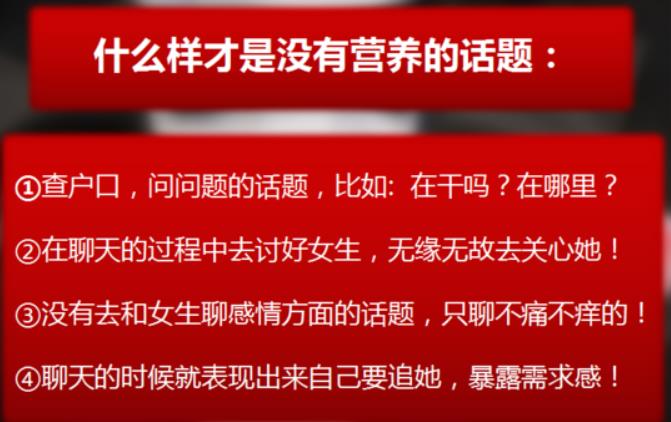 什么样才是没有营养的话题：
①查户口，问问题的话题，比如: 在干吗？在哪里？
②在聊天的过程中去讨好女生，无缘无故去关心她！
③没有去和女生聊感情方面的话题，只聊不痛不痒的！
④聊天的时候就表现出来自己要追她，暴露需求感！